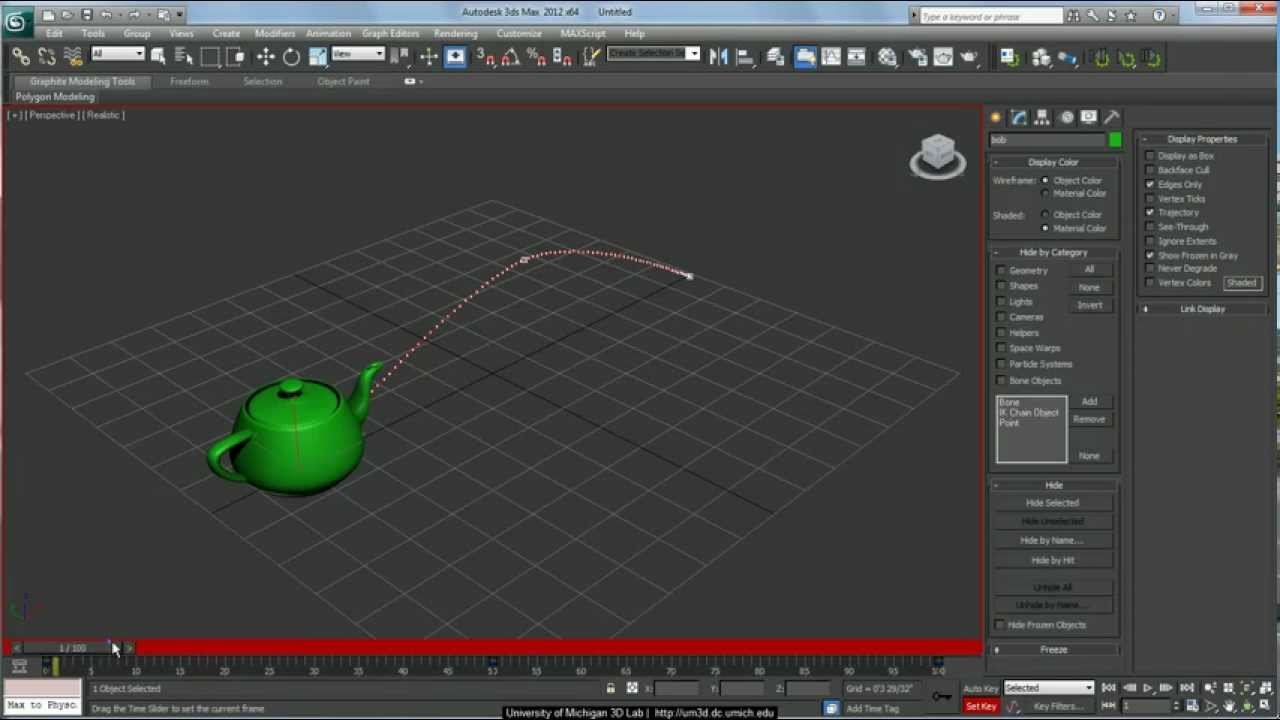 Autodesk 3ds Max 2012 x64 Untitled
Type a keyword or phrase
Edit Tools Group Views Create Modifiers Animation Graph Editors Rendering Customize MAXScript Help
All View Create Selection Se
Graphite Modeling Tools Freeform Selection Object Paint
Polygon Modeling
[ + ] [ Perspective ] [ Realistic ]
bob
Display Color
Wireframe: Object Color
Material Color
Shaded: Object Color
Material Color
Hide by Category
Geometry All
Shapes None
Lights Invert
Cameras
Helpers
Space Warps
Particle Systems
Bone Objects
Bone Add
IK Chain Object Remove
Point
None
Hide
Hide Selected
Hide Unselected
Hide by Name...
Hide by Hit
Unhide All
Unhide by Name...
Hide Frozen Objects
Freeze
Display Properties
Display as Box
Backface Cull
Edges Only
Vertex Ticks
Trajectory
See-Through
Ignore Extents
Show Frozen in Gray
Never Degrade
Vertex Colors Shaded
Link Display
< 1 / 100 >
0 5 10 15 20 25 30 35 40 45 50 55 60 65 70 75 80 85 90 95 100
1 Object Selected X: Y: Z: Grid = 0'3 29/32" Auto Key Selected
Max to Physc Drag the Time Slider to set the current frame Add Time Tag Set Key Key Filters... 1
University of Michigan 3D Lab | http://um3d.dc.umich.edu